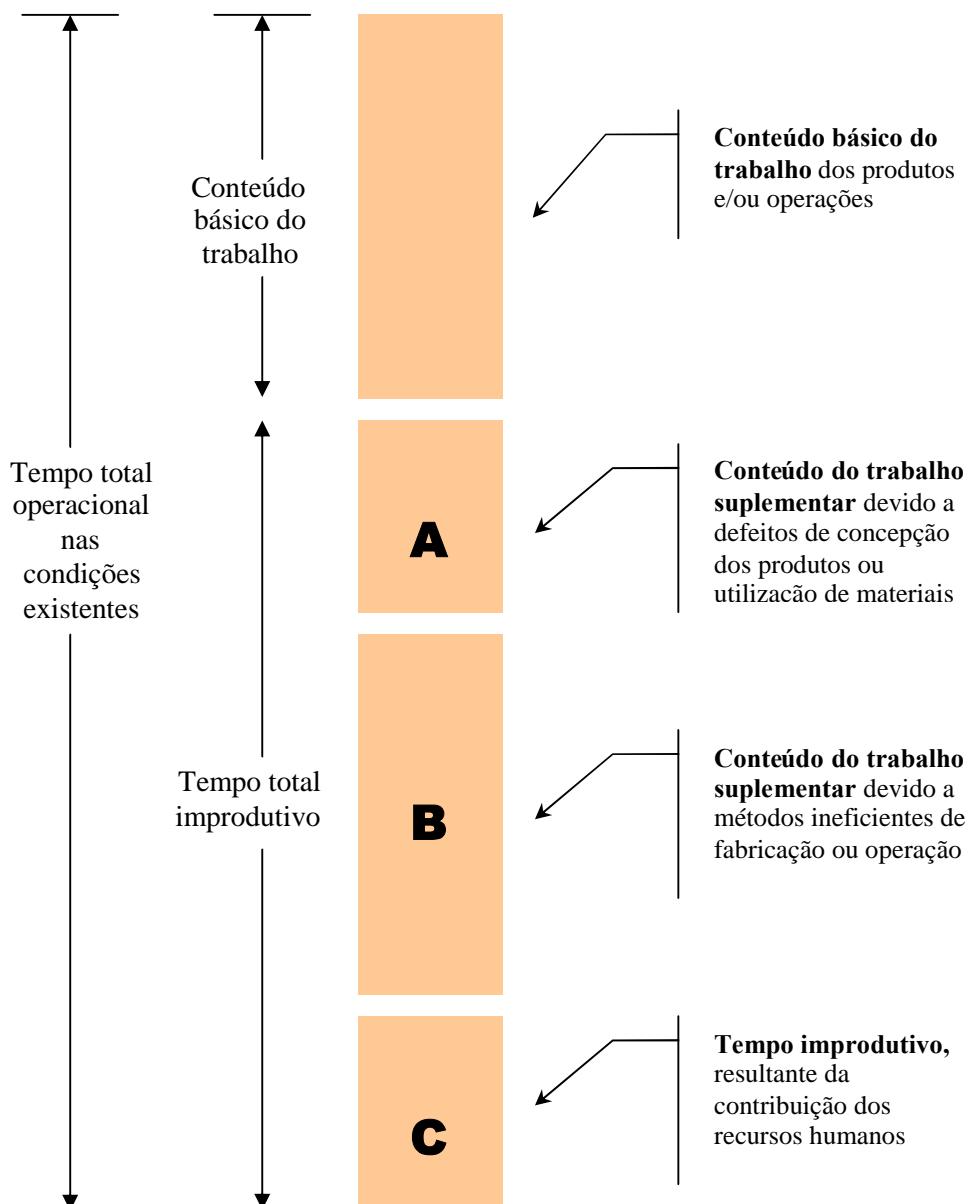 Conteúdo
básico do
trabalho
Conteúdo básico do
trabalho dos produtos
e/ou operações
Tempo total
operacional
nas
condições
existentes
A
Conteúdo do trabalho
suplementar devido a
defeitos de concepção
dos produtos ou
utilizacão de materiais
Tempo total
improdutivo
B
Conteúdo do trabalho
suplementar devido a
métodos ineficientes de
fabricação ou operação
C
Tempo improdutivo,
resultante da
contribuição dos
recursos humanos